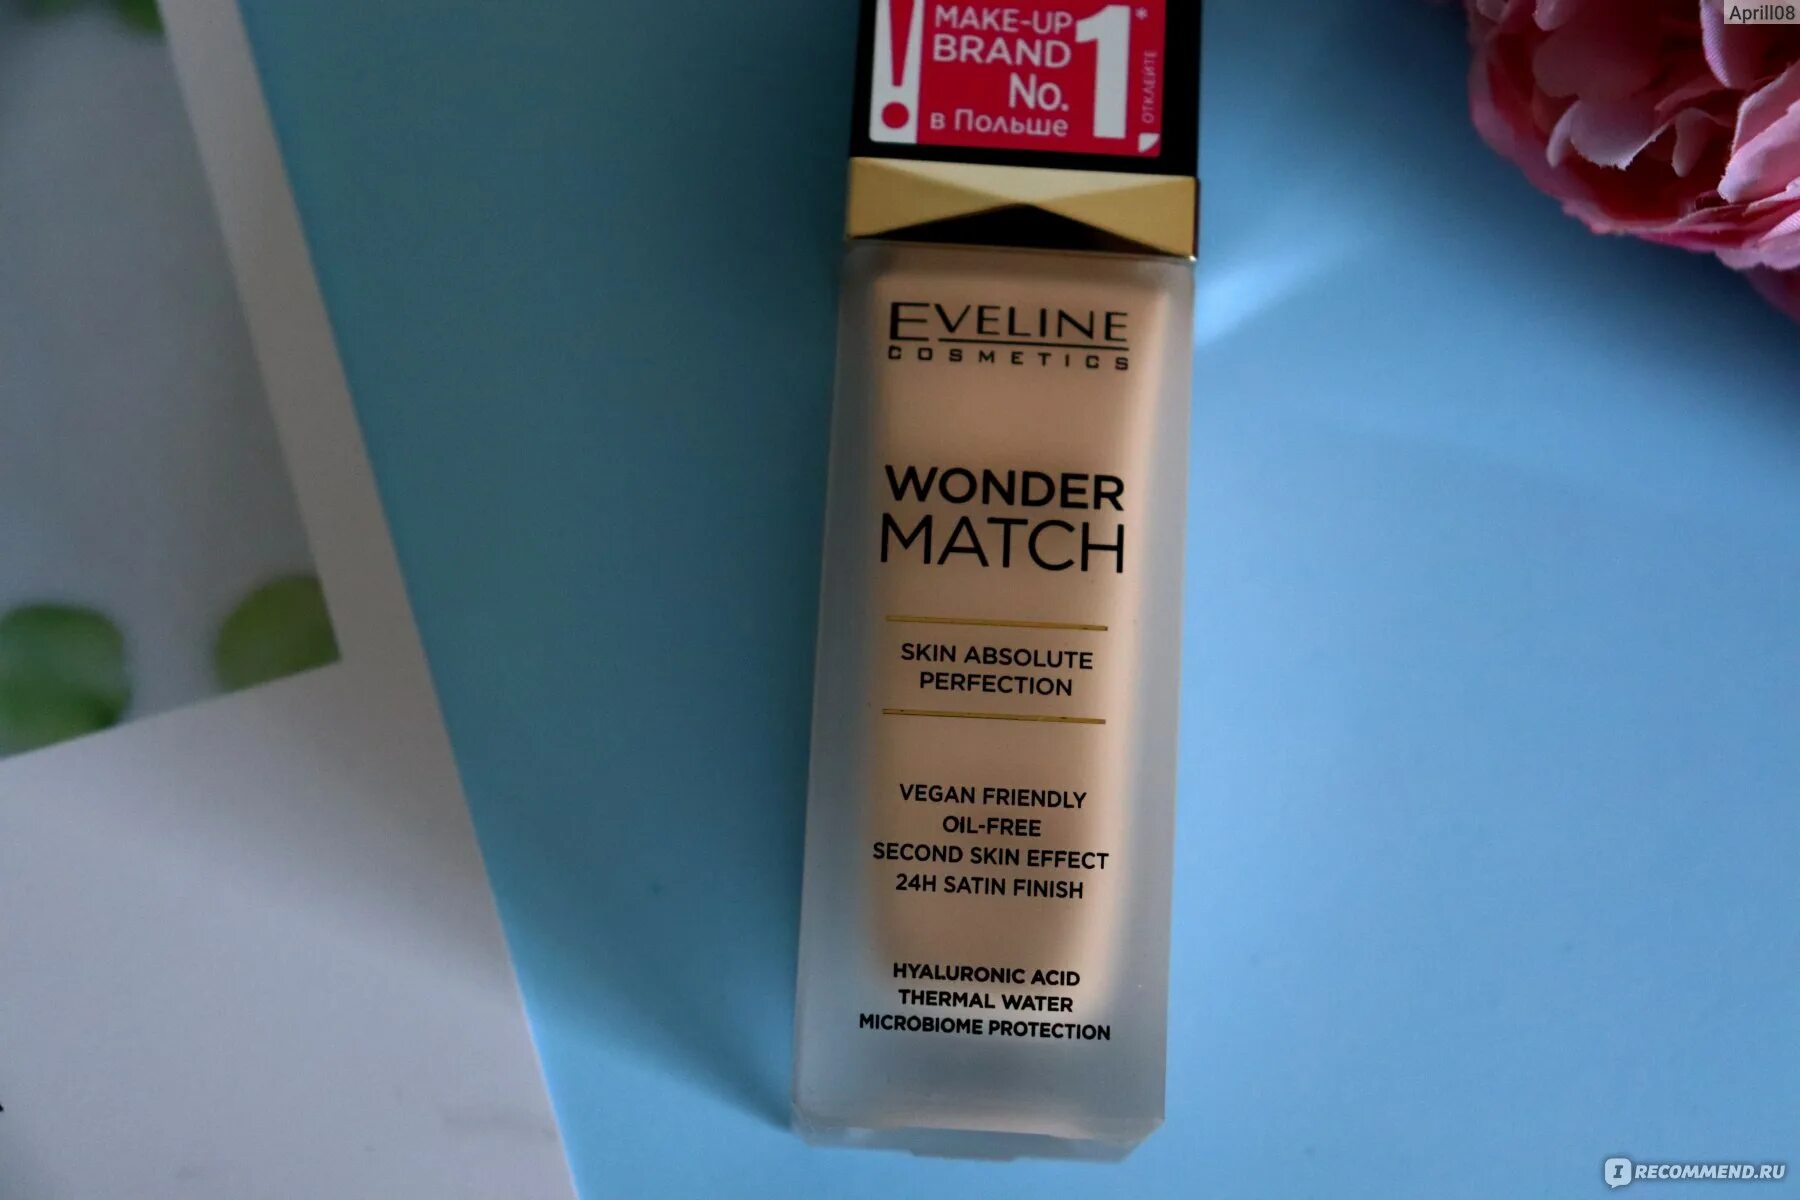 Aprill08
MAKE-UP
BRAND
No. 1*
в Польше
ОТКЛЕЙТЕ
EVELINE
COSMETICS
WONDER
MATCH
SKIN ABSOLUTE
PERFECTION
VEGAN FRIENDLY
OIL-FREE
SECOND SKIN EFFECT
24H SATIN FINISH
HYALURONIC ACID
THERMAL WATER
MICROBIOME PROTECTION
IRECOMMEND.RU